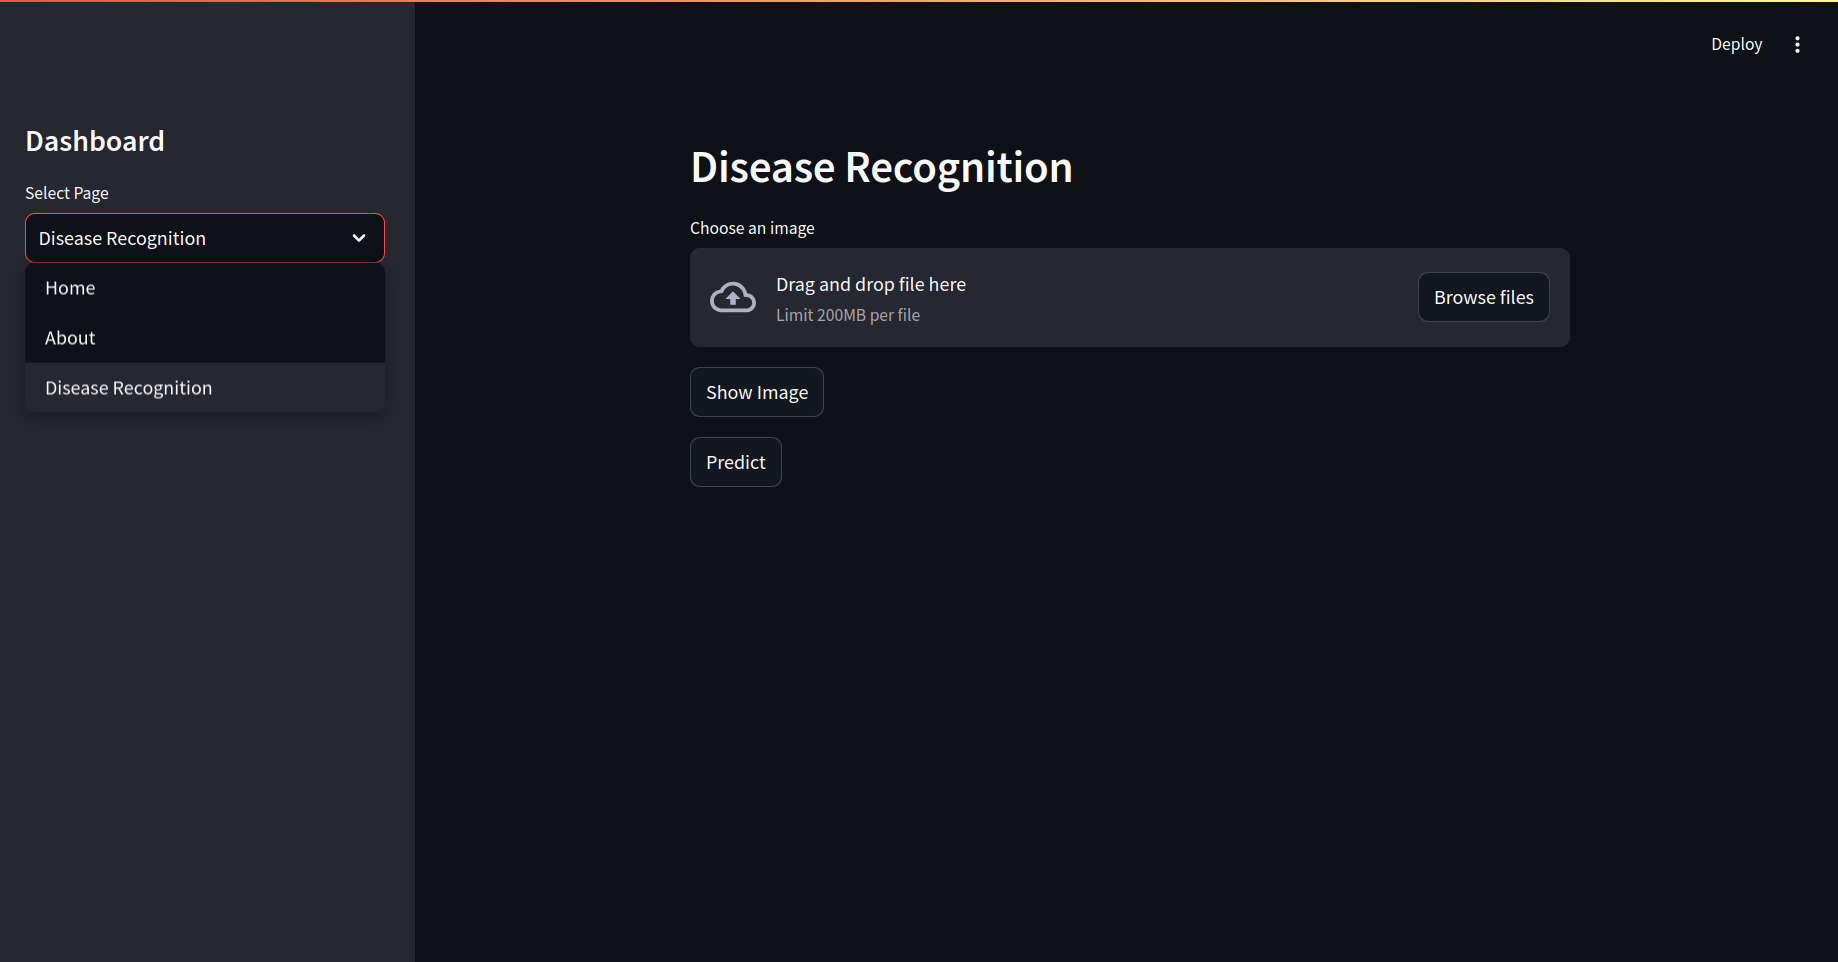 Deploy
Dashboard
Select Page
Disease Recognition
Home
About
Disease Recognition
Disease Recognition
Choose an image
Drag and drop file here
Limit 200MB per file
Browse files
Show Image
Predict